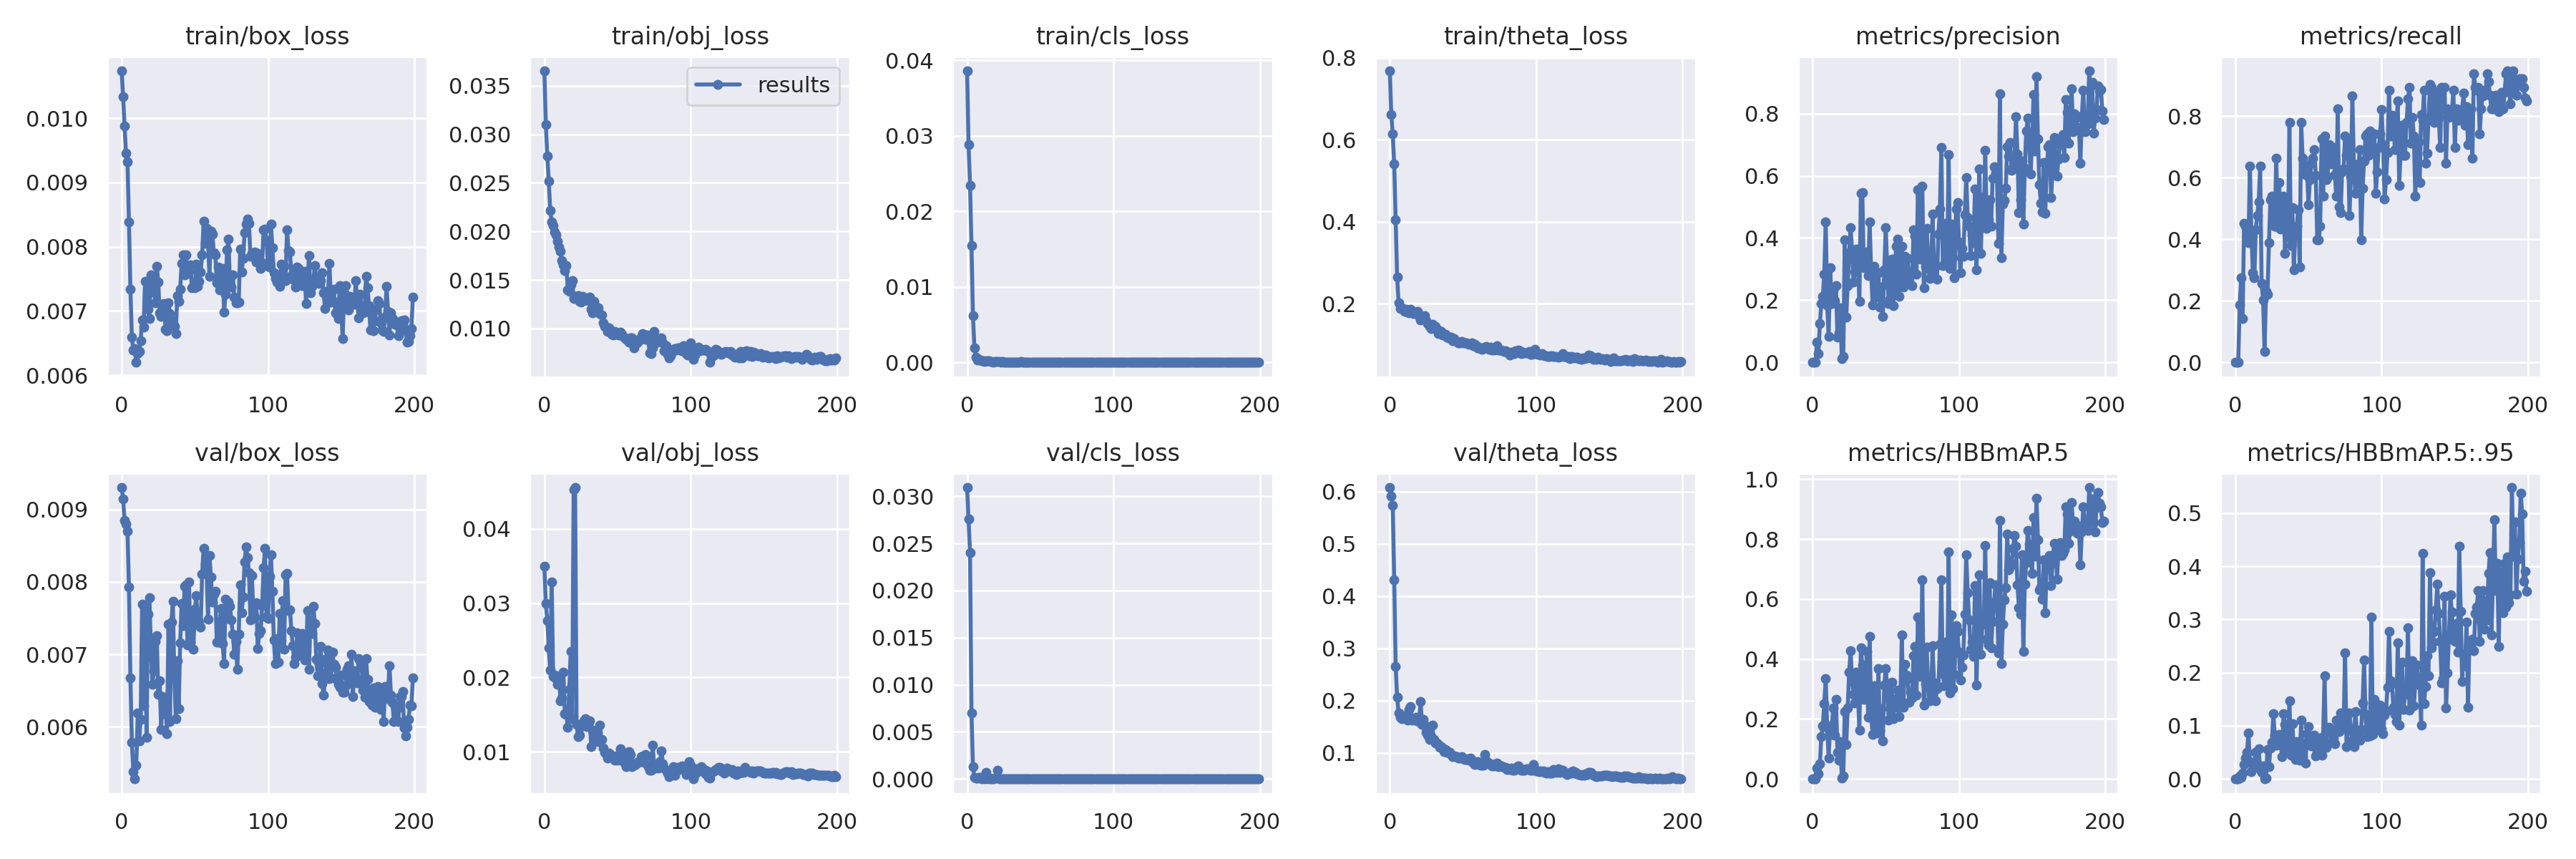 train/box_loss
0.010
0.009
0.008
0.007
0.006
0 100 200
train/obj_loss
results
0.035
0.030
0.025
0.020
0.015
0.010
0 100 200
train/cls_loss
0.04
0.03
0.02
0.01
0.00
0 100 200
train/theta_loss
0.8
0.6
0.4
0.2
0 100 200
metrics/precision
0.8
0.6
0.4
0.2
0.0
0 100 200
metrics/recall
0.8
0.6
0.4
0.2
0.0
0 100 200
val/box_loss
0.009
0.008
0.007
0.006
0 100 200
val/obj_loss
0.04
0.03
0.02
0.01
0 100 200
val/cls_loss
0.030
0.025
0.020
0.015
0.010
0.005
0.000
0 100 200
val/theta_loss
0.6
0.5
0.4
0.3
0.2
0.1
0 100 200
metrics/HBBmAP.5
1.0
0.8
0.6
0.4
0.2
0.0
0 100 200
metrics/HBBmAP.5:.95
0.5
0.4
0.3
0.2
0.1
0.0
0 100 200